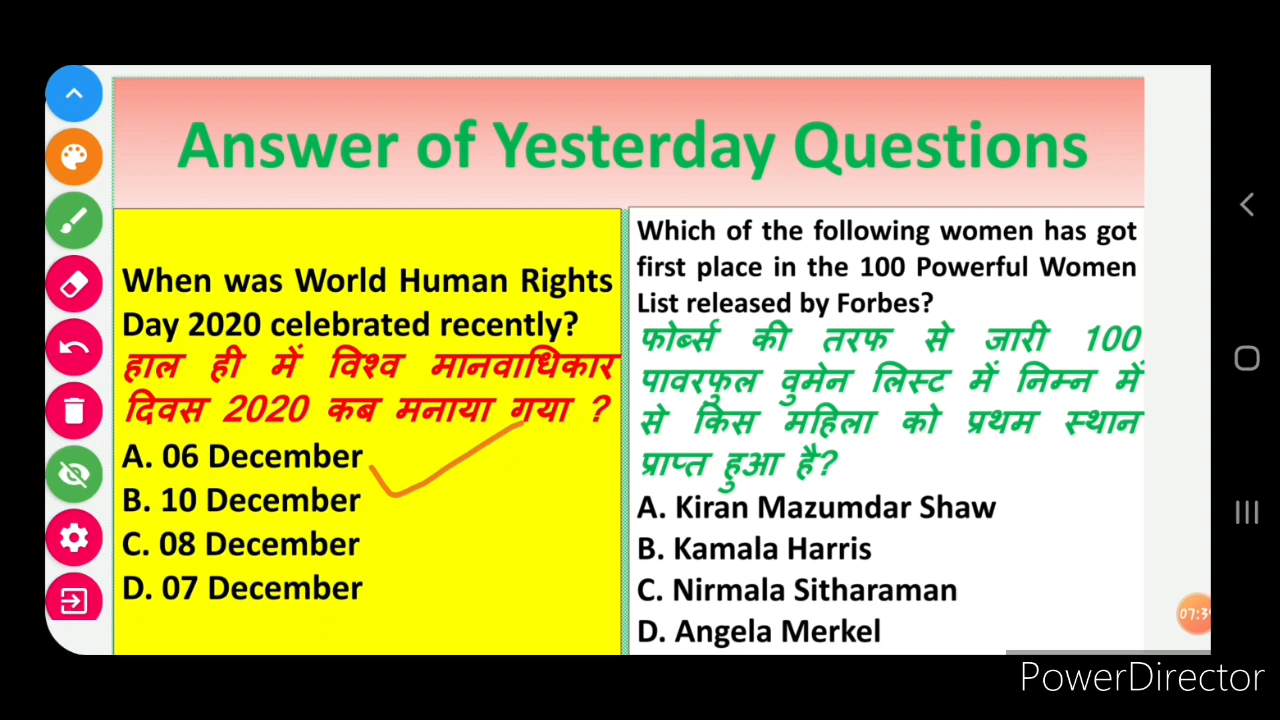 Answer of Yesterday Questions
When was World Human Rights
Day 2020 celebrated recently?
हाल ही में विश्व मानवाधिकार
दिवस 2020 कब मनाया गया ?
A. 06 December
B. 10 December
C. 08 December
D. 07 December
Which of the following women has got
first place in the 100 Powerful Women
List released by Forbes?
फोर्ब्स की तरफ से जारी 100
पावरफुल वुमेन लिस्ट में निम्न में
से किस महिला को प्रथम स्थान
प्राप्त हुआ है?
A. Kiran Mazumdar Shaw
B. Kamala Harris
C. Nirmala Sitharaman
D. Angela Merkel
PowerDirector